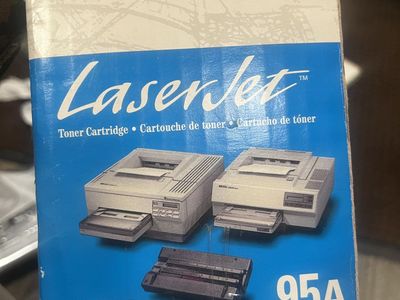 LaserJet™
Toner Cartridge • Cartouche de toner • Cartucho de tóner
95A